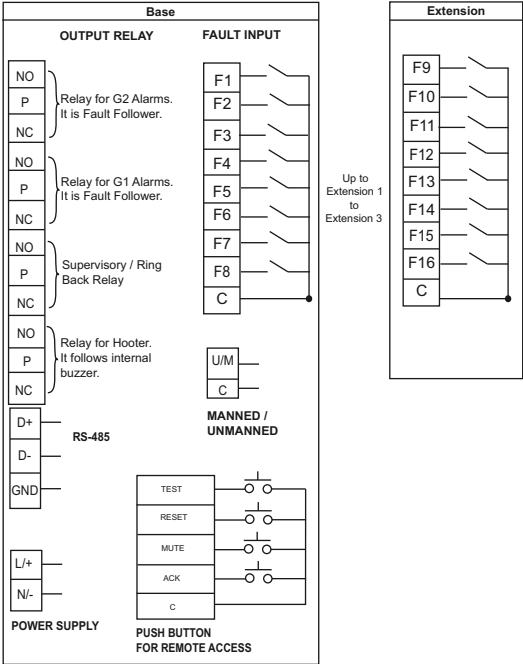 Base
OUTPUT RELAY
FAULT INPUT
NO
P
NC
Relay for G2 Alarms.
It is Fault Follower.
NO
P
NC
Relay for G1 Alarms.
It is Fault Follower.
NO
P
NC
Supervisory / Ring
Back Relay
NO
P
NC
Relay for Hooter.
It follows internal
buzzer.
D+
D-
GND
RS-485
L/+
N/-
POWER SUPPLY
F1
F2
F3
F4
F5
F6
F7
F8
C
U/M
C
MANNED /
UNMANNED
TEST
RESET
MUTE
ACK
C
PUSH BUTTON
FOR REMOTE ACCESS
Up to
Extension 1
to
Extension 3
Extension
F9
F10
F11
F12
F13
F14
F15
F16
C